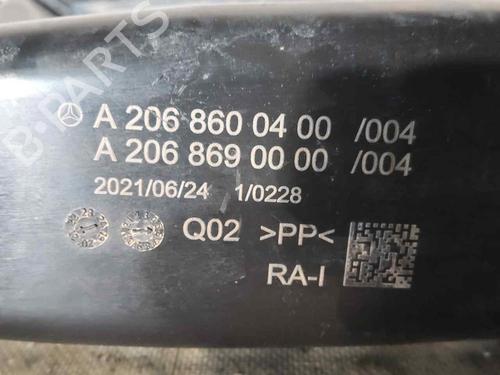 A 206 860 04 00 /004
A 206 869 00 00 /004
2021/06/24 1/0228
Q02 >PP<
RA-I
B-PARTS